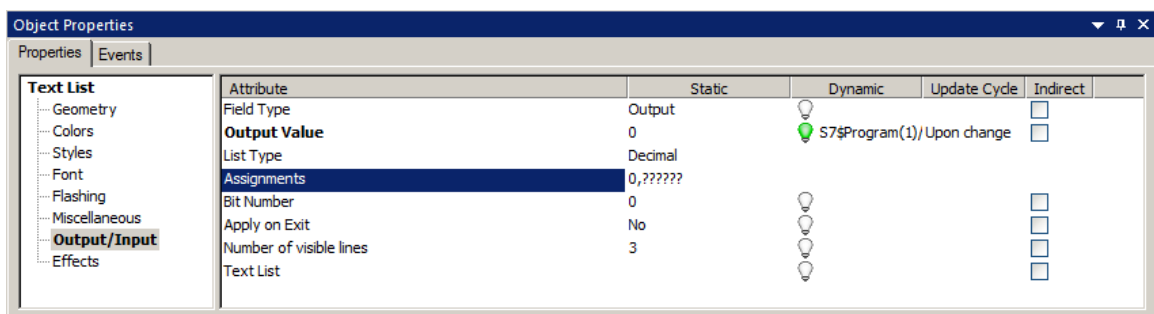 Object Properties
Properties Events
Text List
Geometry
Colors
Styles
Font
Flashing
Miscellaneous
Output/Input
Effects
Attribute Static Dynamic Update Cycle Indirect
Field Type Output
Output Value 0 S7$Program(1)/ Upon change
List Type Decimal
Assignments 0,??????
Bit Number 0
Apply on Exit No
Number of visible lines 3
Text List